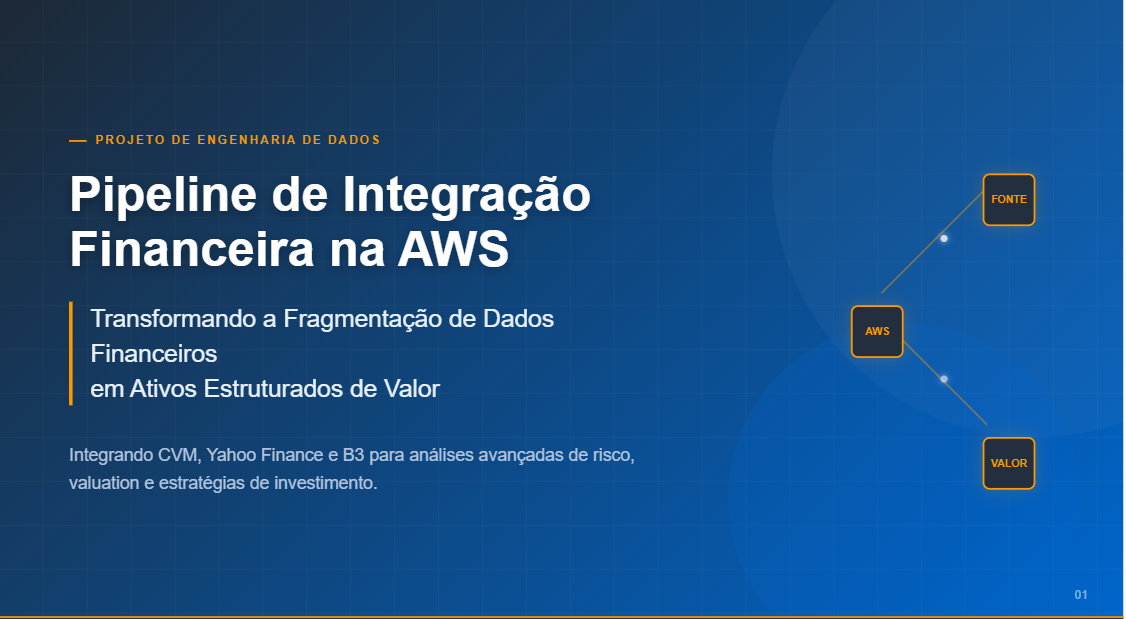 PROJETO DE ENGENHARIA DE DADOS
Pipeline de Integração
Financeira na AWS
Transformando a Fragmentação de Dados
Financeiros
em Ativos Estruturados de Valor
Integrando CVM, Yahoo Finance e B3 para análises avançadas de risco,
valuation e estratégias de investimento.
FONTE
AWS
VALOR
01